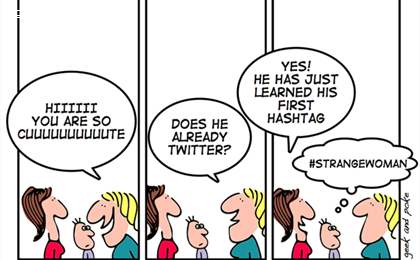 HIIIIII
YOU ARE SO
CUUUUUUUUUUTE
DOES HE
ALREADY
TWITTER?
YES!
HE HAS JUST
LEARNED HIS
FIRST
HASHTAG
#STRANGEWOMAN
geek and poke